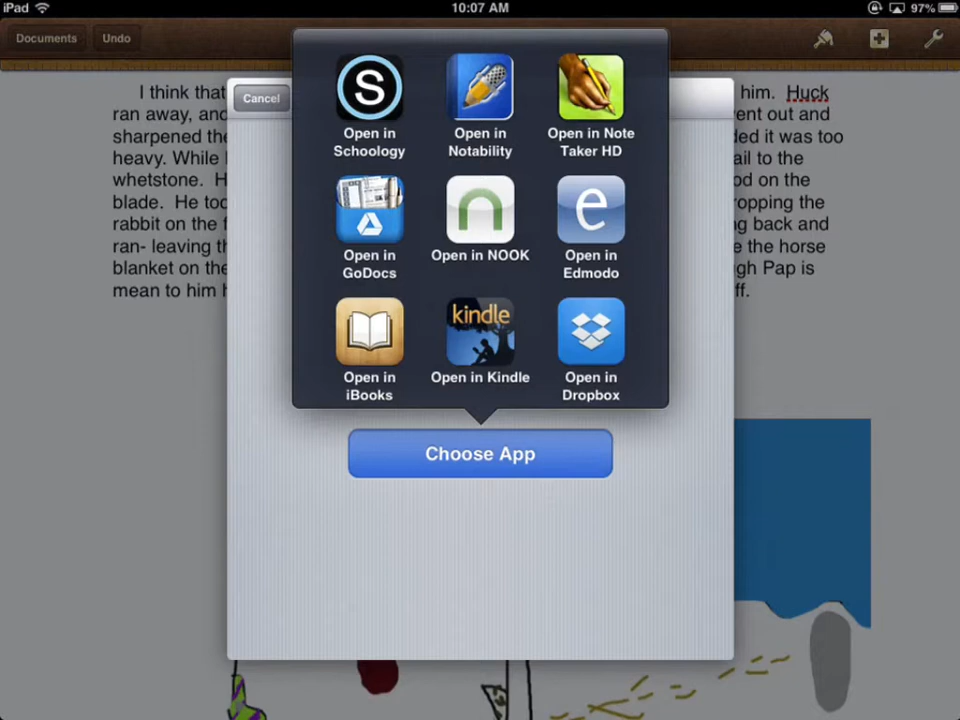 iPad 10:07 AM 97%
Documents Undo
Cancel
S
Open in Schoology
Open in Notability
Open in Note Taker HD
Open in GoDocs
n
Open in NOOK
e
Open in Edmodo
Open in iBooks
kindle
Open in Kindle
Open in Dropbox
Choose App
I think that him. Huck
ran away, and ent out and
sharpened the ded it was too
heavy. While ail to the
whetstone. H od on the
blade. He too ropping the
rabbit on the f g back and
ran- leaving th e the horse
blanket on the gh Pap is
mean to him h ff.